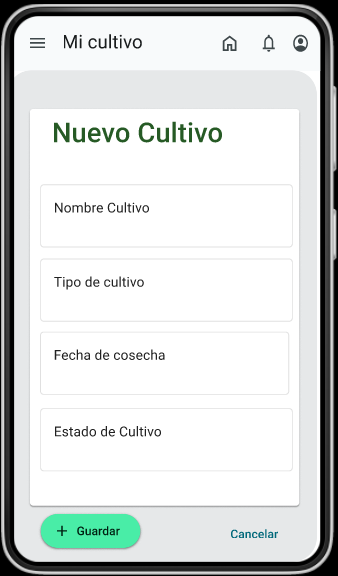 Mi cultivo
Nuevo Cultivo
Nombre Cultivo
Tipo de cultivo
Fecha de cosecha
Estado de Cultivo
+ Guardar
Cancelar